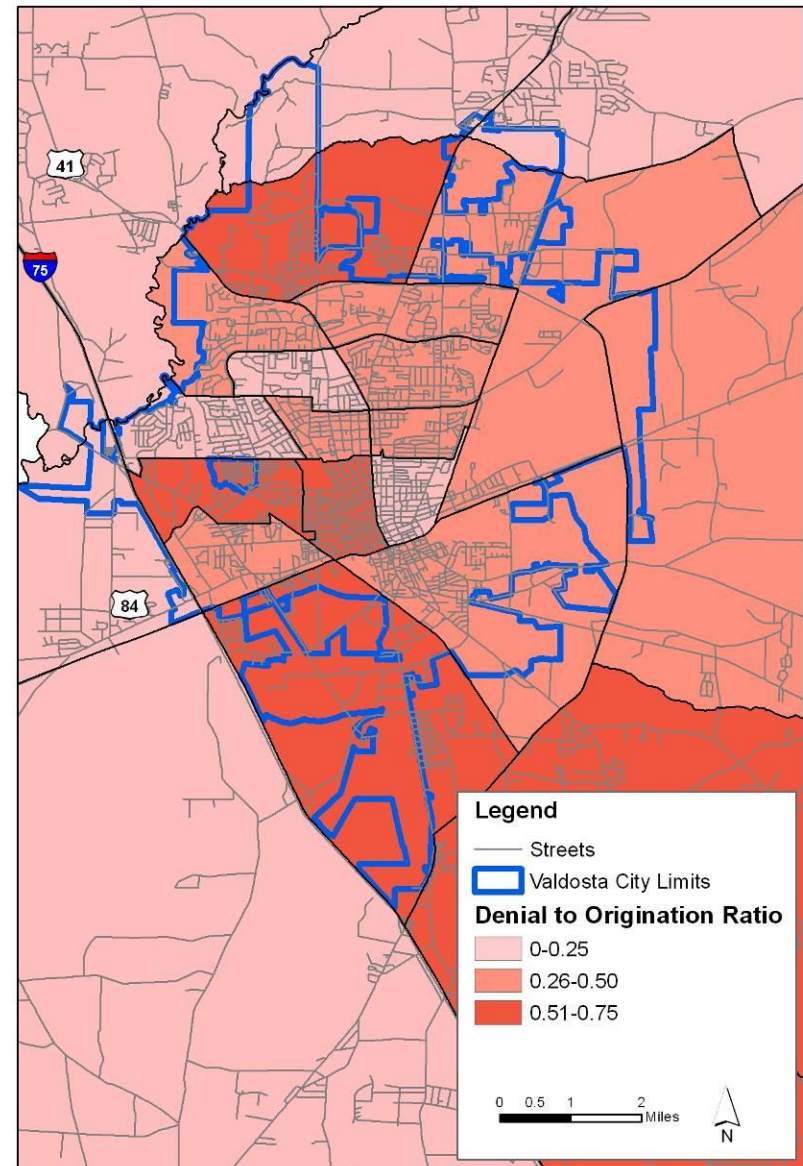 41
75
84
Legend
Streets
Valdosta City Limits
Denial to Origination Ratio
0-0.25
0.26-0.50
0.51-0.75
0 0.5 1 2
Miles
N